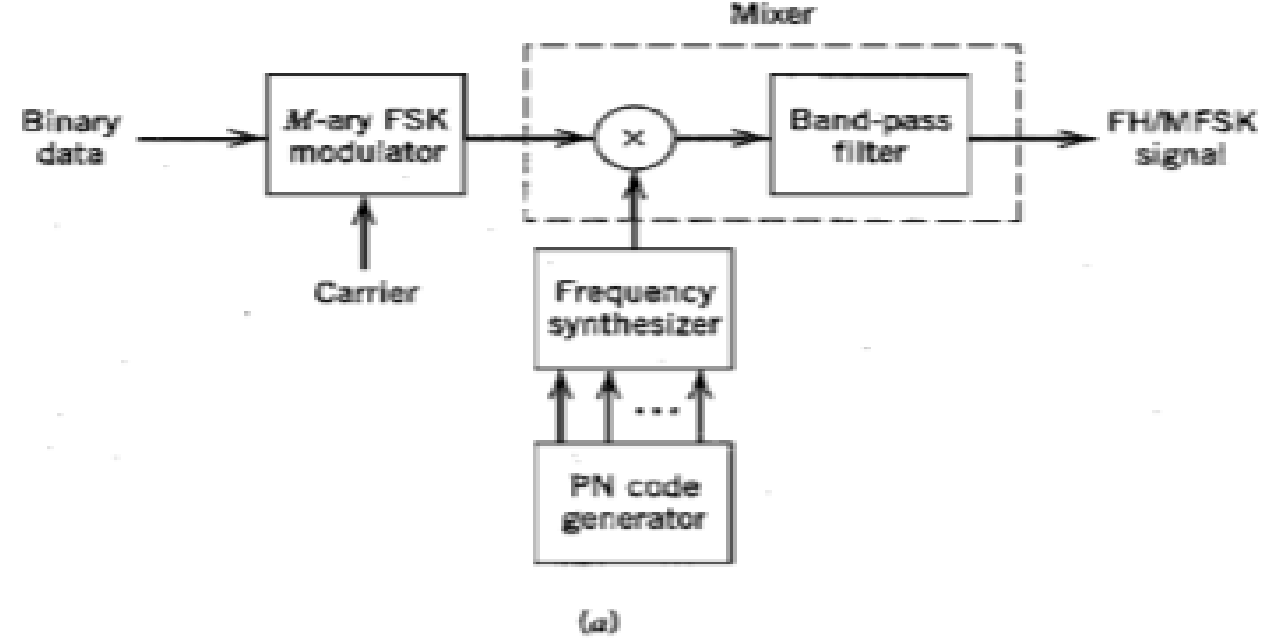 Mixer
Binary
data
M-ary FSK
modulator
×
Band-pass
filter
FH/MFSK
signal
Carrier
Frequency
synthesizer
...
PN code
generator
(a)